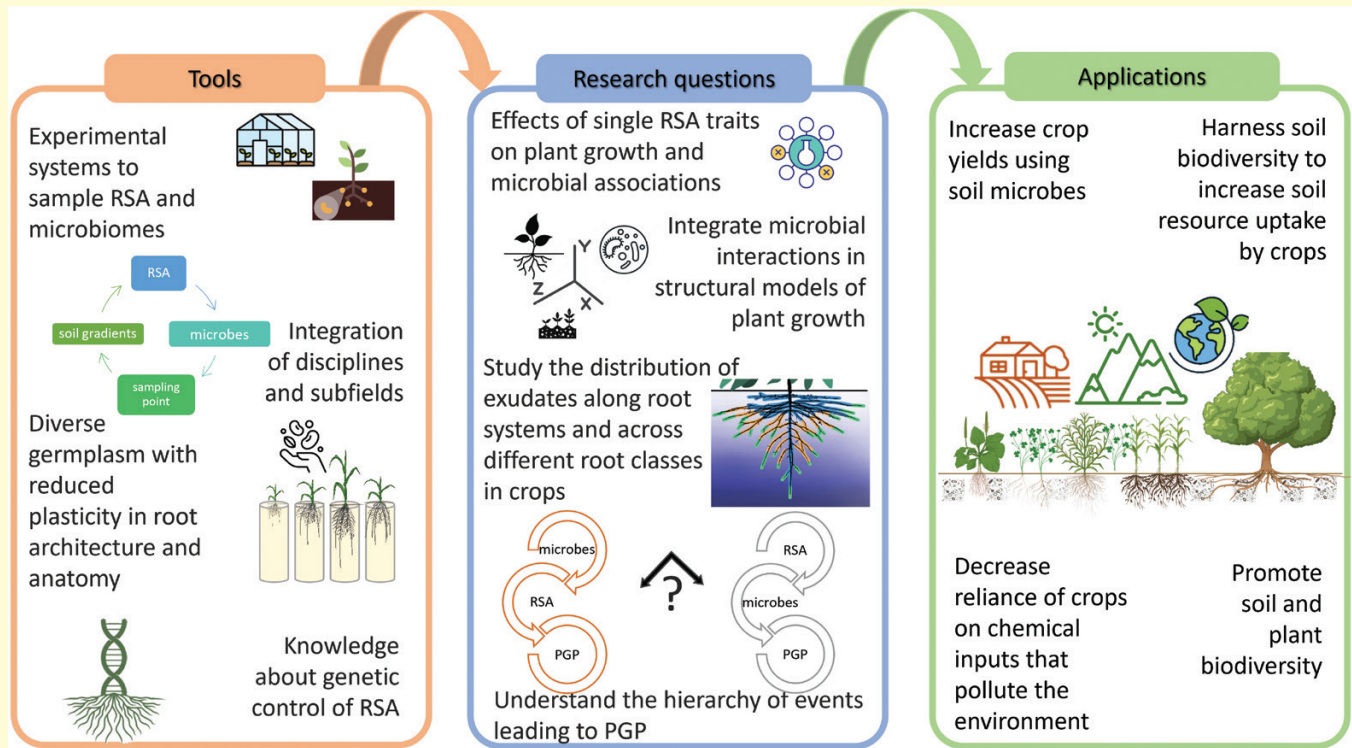 Tools
Experimental
systems to
sample RSA and
microbiomes
RSA
soil gradients
microbes
sampling
point
Integration
of disciplines
and subfields
Diverse
germplasm with
reduced
plasticity in root
architecture and
anatomy
Knowledge
about genetic
control of RSA
Research questions
Effects of single RSA traits
on plant growth and
microbial associations
Y
Z
X
Integrate microbial
interactions in
structural models of
plant growth
Study the distribution of
exudates along root
systems and across
different root classes
in crops
microbes
RSA
PGP
?
RSA
microbes
PGP
Understand the hierarchy of events
leading to PGP
Applications
Increase crop
yields using
soil microbes
Harness soil
biodiversity to
increase soil
resource uptake
by crops
Decrease
reliance of crops
on chemical
inputs that
pollute the
environment
Promote
soil and
plant
biodiversity